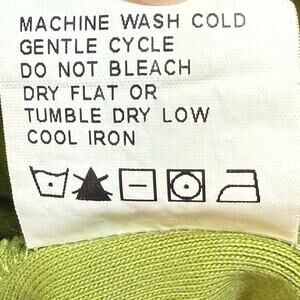 MACHINE WASH COLD
GENTLE CYCLE
DO NOT BLEACH
DRY FLAT OR
TUMBLE DRY LOW
COOL IRON